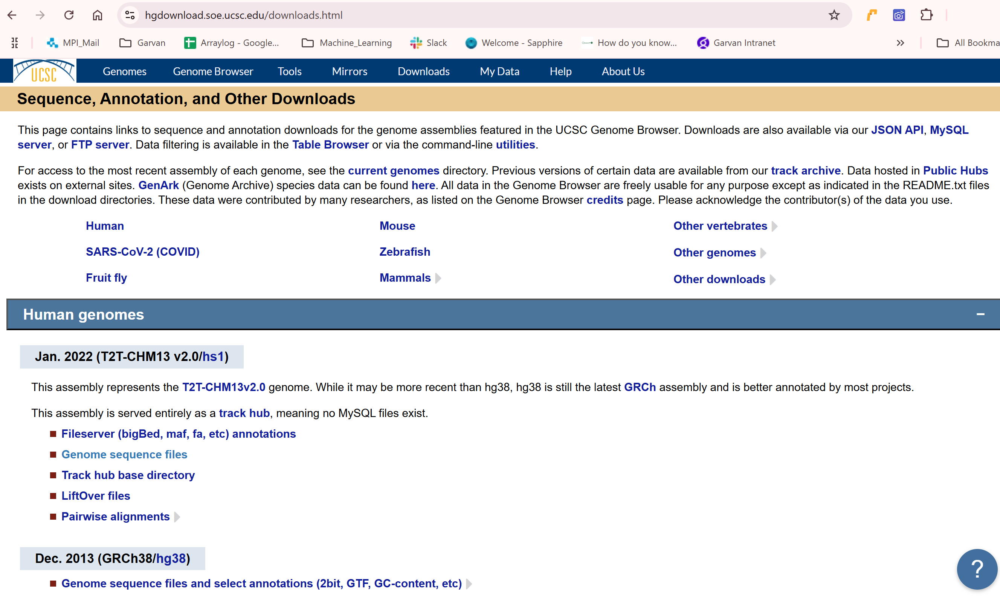 hgdownload.soe.ucsc.edu/downloads.html
MPI_Mail Garvan Arraylog - Google... Machine_Learning Slack Welcome - Sapphire How do you know... Garvan Intranet All Bookma
UCSC Genomes Genome Browser Tools Mirrors Downloads My Data Help About Us
Sequence, Annotation, and Other Downloads
This page contains links to sequence and annotation downloads for the genome assemblies featured in the UCSC Genome Browser. Downloads are also available via our JSON API, MySQL
server, or FTP server. Data filtering is available in the Table Browser or via the command-line utilities.
For access to the most recent assembly of each genome, see the current genomes directory. Previous versions of certain data are available from our track archive. Data hosted in Public Hubs
exists on external sites. GenArk (Genome Archive) species data can be found here. All data in the Genome Browser are freely usable for any purpose except as indicated in the README.txt files
in the download directories. These data were contributed by many researchers, as listed on the Genome Browser credits page. Please acknowledge the contributor(s) of the data you use.
Human Mouse Other vertebrates
SARS-CoV-2 (COVID) Zebrafish Other genomes
Fruit fly Mammals Other downloads
Human genomes −
Jan. 2022 (T2T-CHM13 v2.0/hs1)
This assembly represents the T2T-CHM13v2.0 genome. While it may be more recent than hg38, hg38 is still the latest GRCh assembly and is better annotated by most projects.
This assembly is served entirely as a track hub, meaning no MySQL files exist.
Fileserver (bigBed, maf, fa, etc) annotations
Genome sequence files
Track hub base directory
LiftOver files
Pairwise alignments
Dec. 2013 (GRCh38/hg38)
Genome sequence files and select annotations (2bit, GTF, GC-content, etc)
?